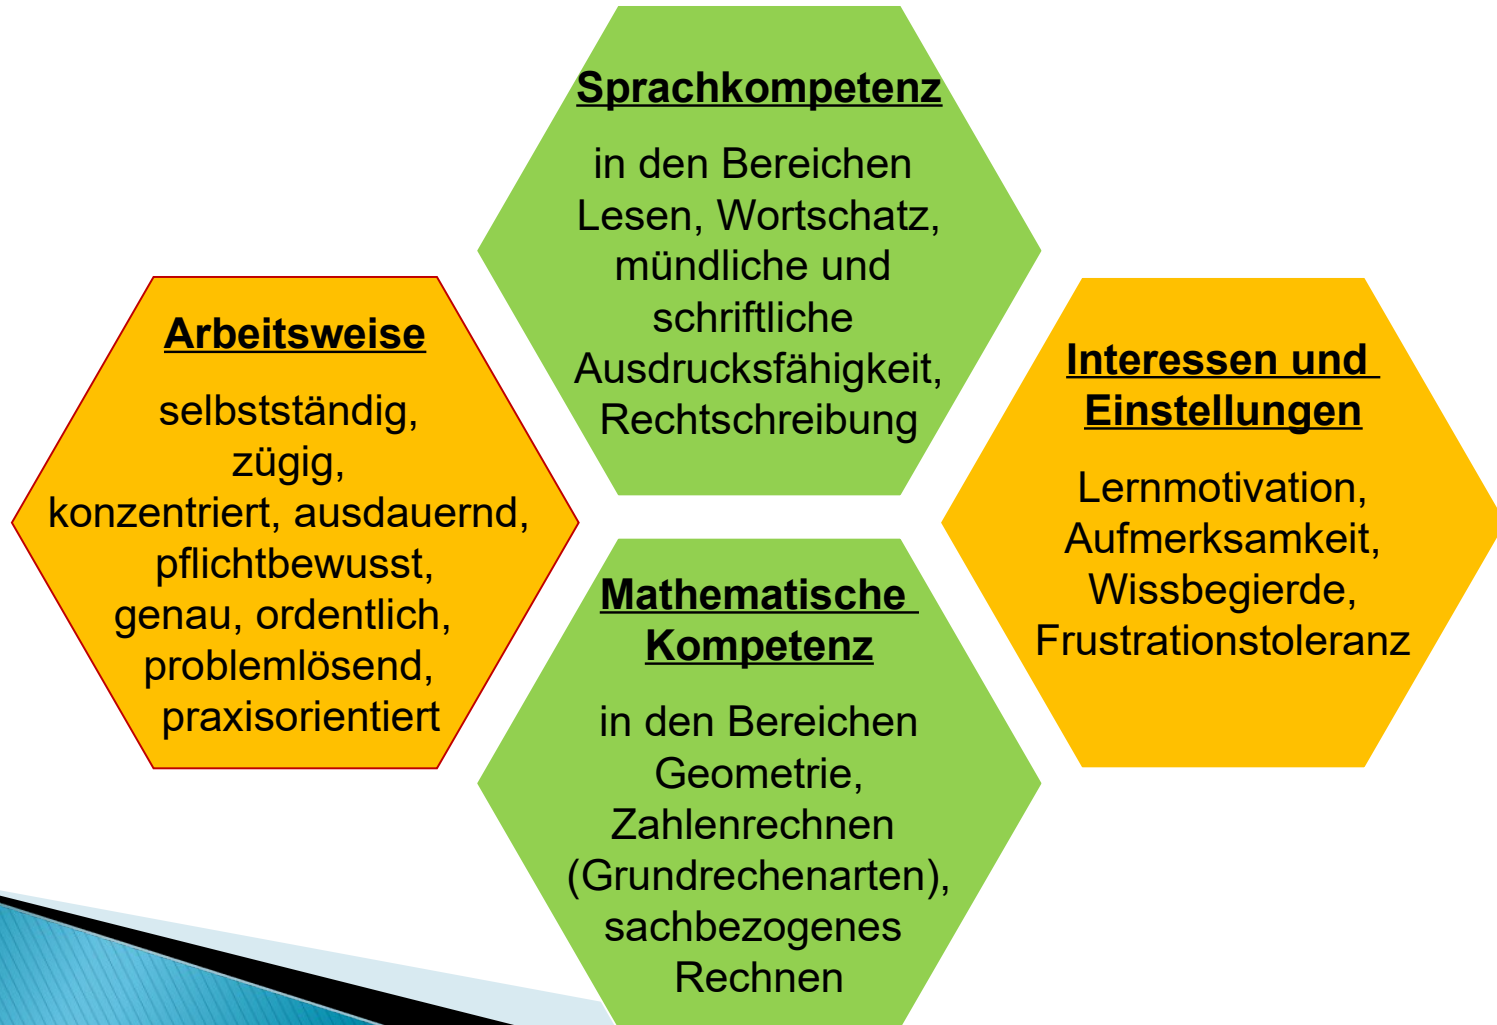 Sprachkompetenz
in den Bereichen
Lesen, Wortschatz,
mündliche und
schriftliche
Ausdrucksfähigkeit,
Rechtschreibung
Arbeitsweise
selbstständig,
zügig,
konzentriert, ausdauernd,
pflichtbewusst,
genau, ordentlich,
problemlösend,
praxisorientiert
Interessen und
Einstellungen
Lernmotivation,
Aufmerksamkeit,
Wissbegierde,
Frustrationstoleranz
Mathematische
Kompetenz
in den Bereichen
Geometrie,
Zahlenrechnen
(Grundrechenarten),
sachbezogenes
Rechnen